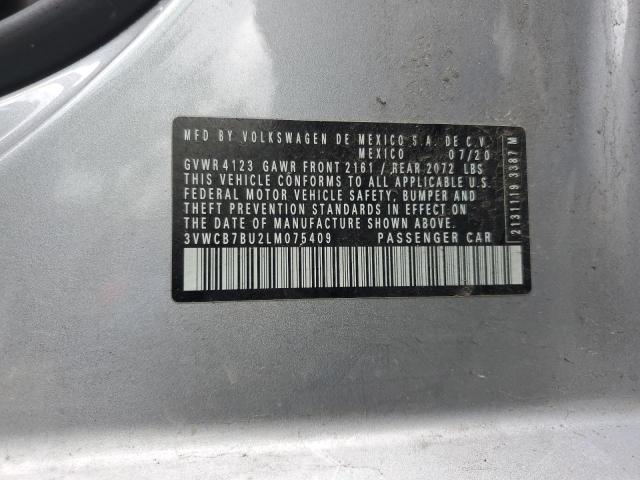 MFD BY VOLKSWAGEN DE MEXICO S.A. DE C.V.
MEXICO 07/20
GVWR 4123 GAWR FRONT 2161 / REAR 2072 LBS
THIS VEHICLE CONFORMS TO ALL APPLICABLE U.S.
FEDERAL MOTOR VEHICLE SAFETY, BUMPER AND
THEFT PREVENTION STANDARDS IN EFFECT ON
THE DATE OF MANUFACTURE SHOWN ABOVE.
3VWCB7BU2LM075409 PASSENGER CAR
2131119 3387 M